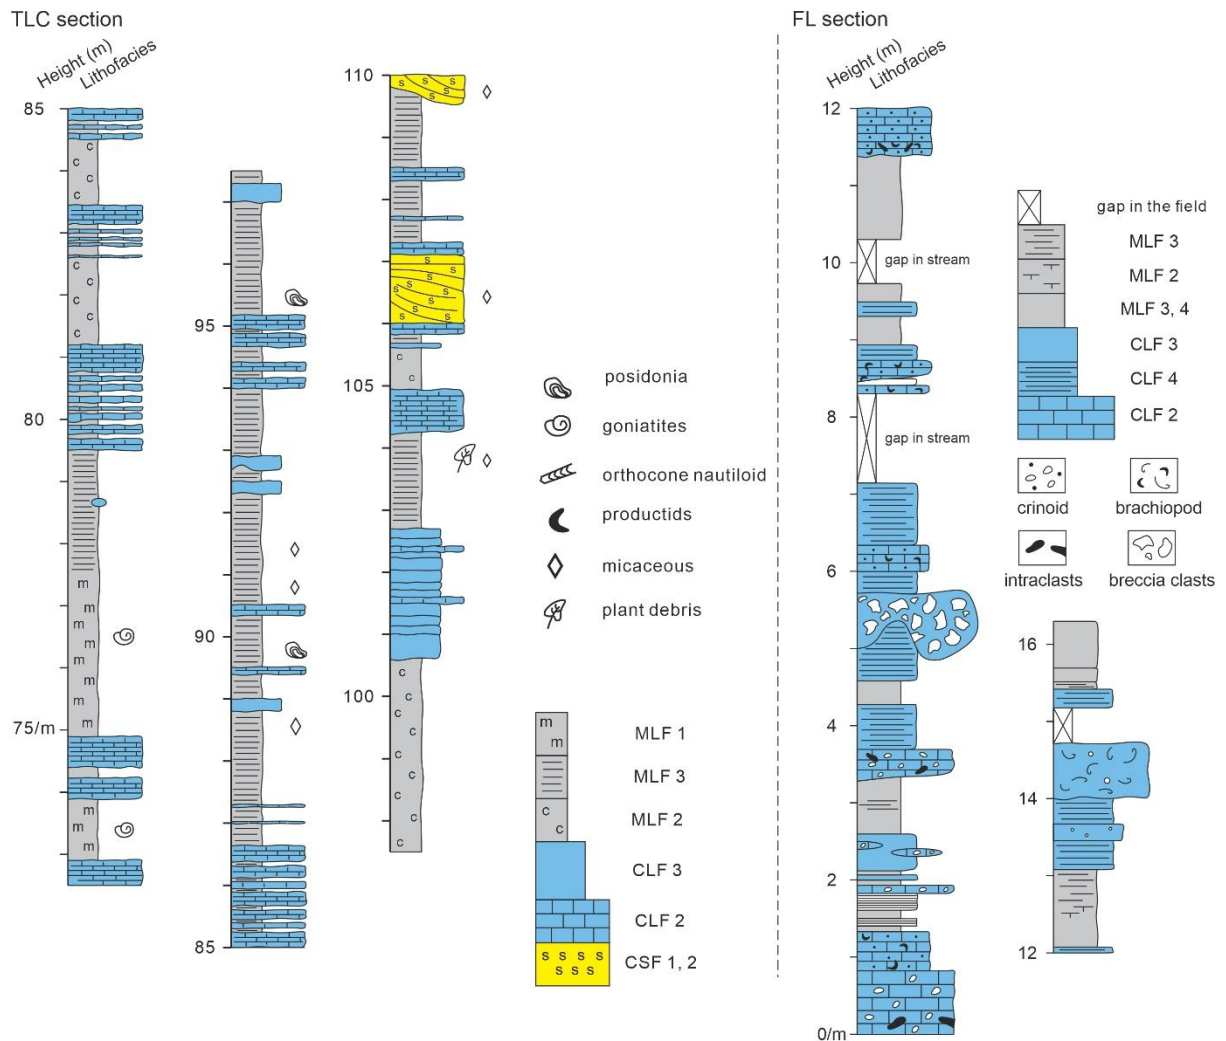 TLC section
Height (m)
Lithofacies
85
c
c
c
c
c
c
c
c
80
m
m
m
m
m
m
m
m
m
75/m
m
m
m
95
90
85
110
s s
s
s
s
s
s s
s
s s
s
s
105
c
c
100
c
c
c
c
c
c
c
c
posidonia
goniatites
orthocone nautiloid
productids
micaceous
plant debris
m
m
MLF 1
MLF 3
c
c
MLF 2
CLF 3
CLF 2
s s s s
s s s
CSF 1, 2
FL section
Height (m)
Lithofacies
12
10
gap in stream
8
gap in stream
6
4
2
0/m
gap in the field
MLF 3
MLF 2
MLF 3, 4
CLF 3
CLF 4
CLF 2
crinoid
brachiopod
intraclasts
breccia clasts
16
14
12